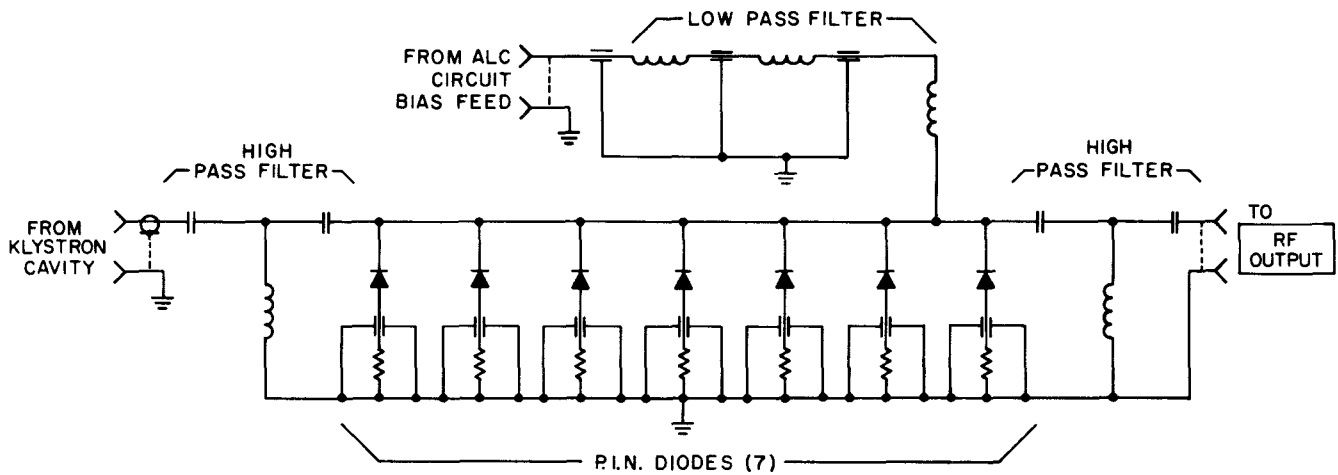 LOW PASS FILTER
FROM ALC
CIRCUIT
BIAS FEED
HIGH
PASS FILTER
HIGH
PASS FILTER
FROM
KLYSTRON
CAVITY
TO
RF
OUTPUT
P.I.N. DIODES (7)